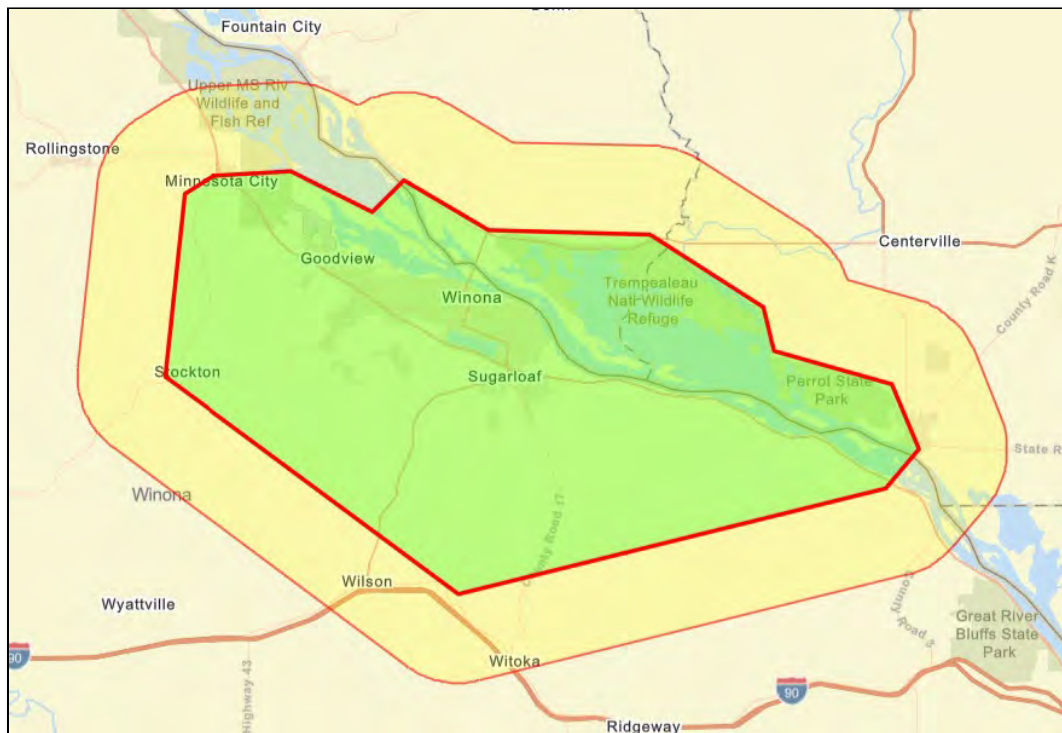 Fountain City
Upper MS Riv
Wildlife and
Fish Ref
Rollingstone
Minnesota City
Centerville
Goodview
County Road K
Trempealeau
Natl Wildlife
Refuge
Winona
Stockton
Sugarloaf
Perrot State
Park
State R
Winona
County Road 17
Wilson
Wyattville
County
Road 3
Great River
Bluffs State
Park
90
Witoka
Highway 43
90
Ridgeway